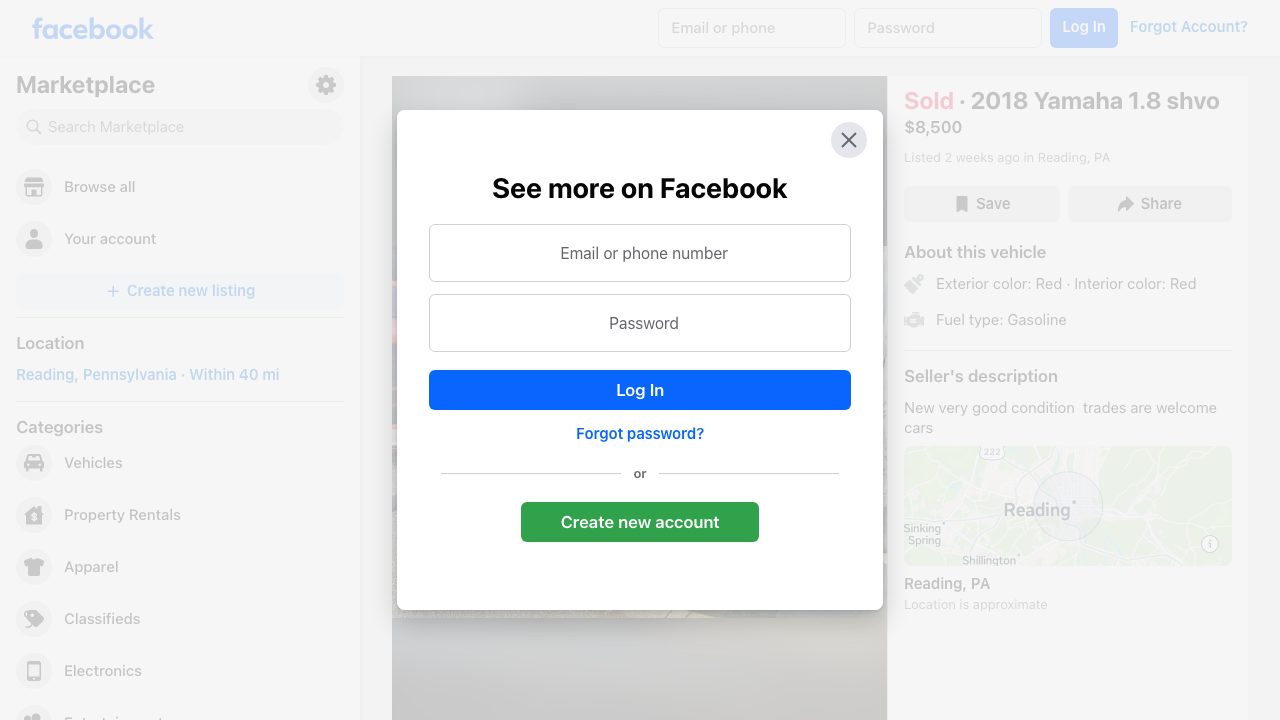 facebook
Email or phone
Password
Log In
Forgot Account?
Marketplace
Search Marketplace
Browse all
Your account
+ Create new listing
Location
Reading, Pennsylvania · Within 40 mi
Categories
Vehicles
Property Rentals
Apparel
Classifieds
Electronics
See more on Facebook
Email or phone number
Password
Log In
Forgot password?
or
Create new account
Sold · 2018 Yamaha 1.8 shvo
$8,500
Listed 2 weeks ago in Reading, PA
Save
Share
About this vehicle
Exterior color: Red · Interior color: Red
Fuel type: Gasoline
Seller's description
New very good condition  trades are welcome
cars
222
Reading
Sinking
Spring
Shillington
Reading, PA
Location is approximate